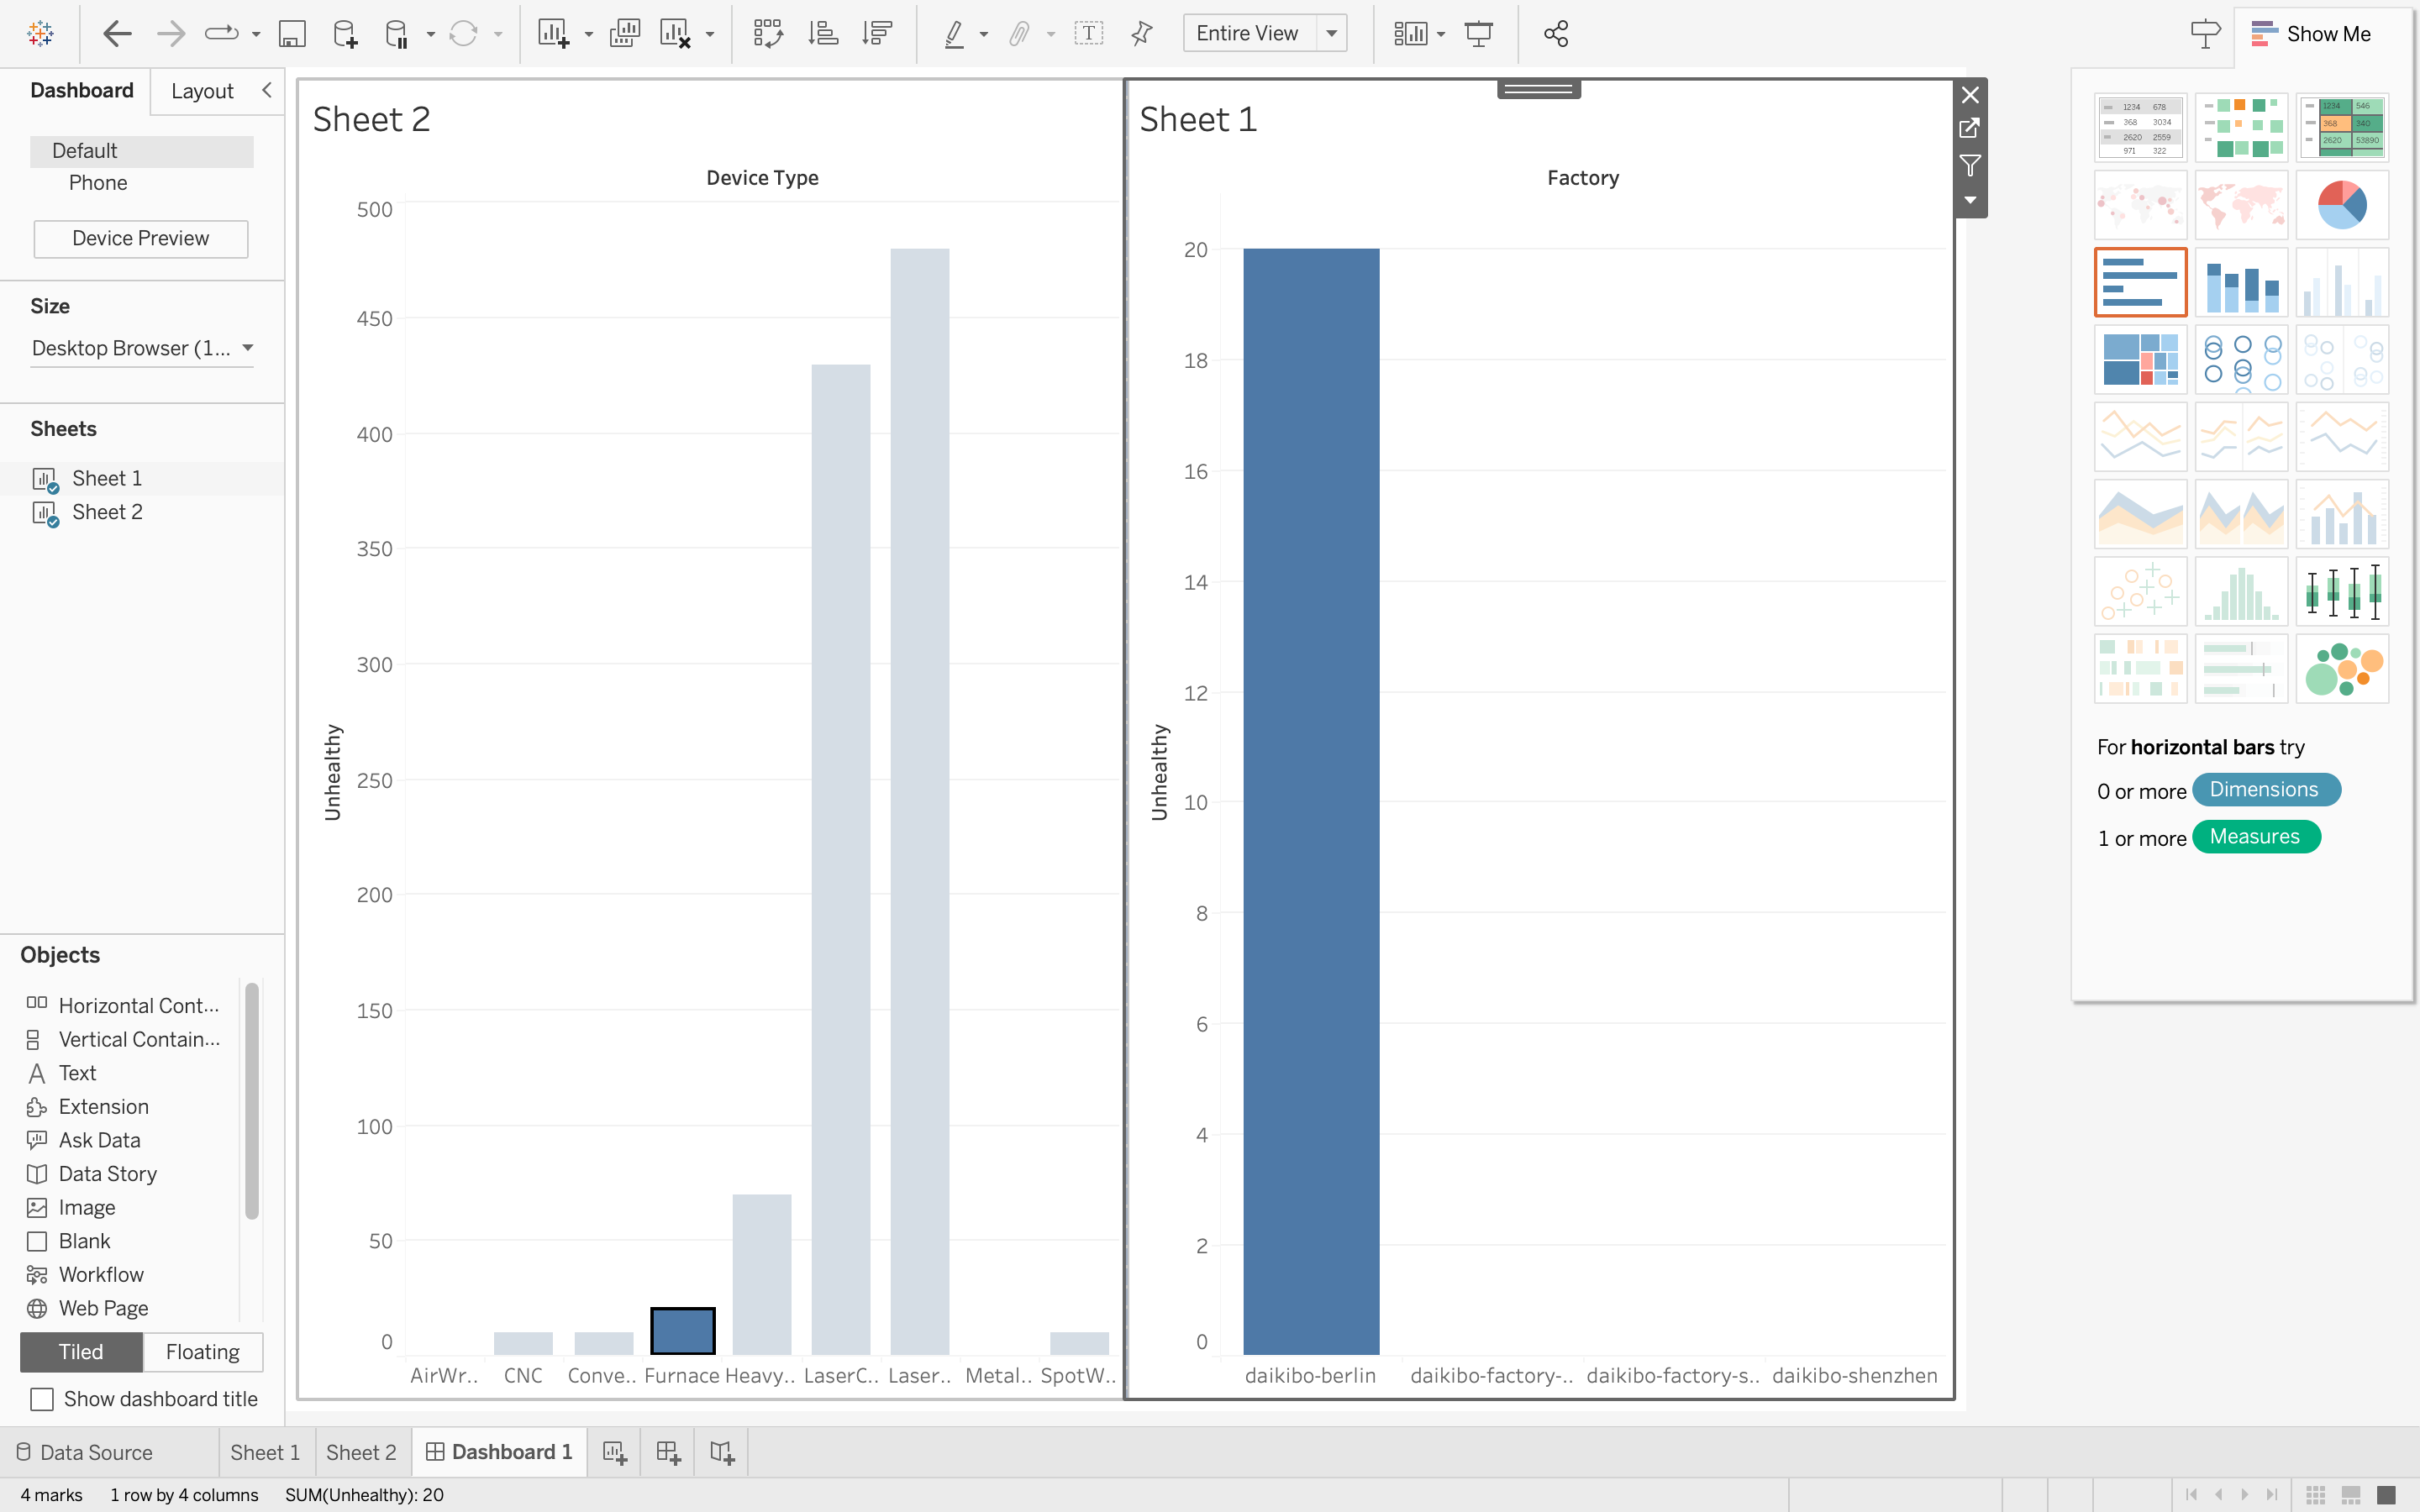 Entire View
Show Me
Dashboard
Layout
Default
Phone
Device Preview
Size
Desktop Browser (1...
Sheets
Sheet 1
Sheet 2
Objects
Horizontal Cont...
Vertical Contain...
Text
Extension
Ask Data
Data Story
Image
Blank
Workflow
Web Page
Tiled
Floating
Show dashboard title
Sheet 2
Device Type
Unhealthy
500
450
400
350
300
250
200
150
100
50
0
AirWr.. CNC Conve.. Furnace Heavy.. LaserC.. Laser.. Metal.. SpotW..
Sheet 1
Factory
Unhealthy
20
18
16
14
12
10
8
6
4
2
0
daikibo-berlin daikibo-factory-.. daikibo-factory-s.. daikibo-shenzhen
1234 678
368 3034
2620 2559
971 322
1234 546
368 340
2620 53890
For horizontal bars try
0 or more Dimensions
1 or more Measures
Data Source
Sheet 1
Sheet 2
Dashboard 1
4 marks 1 row by 4 columns SUM(Unhealthy): 20